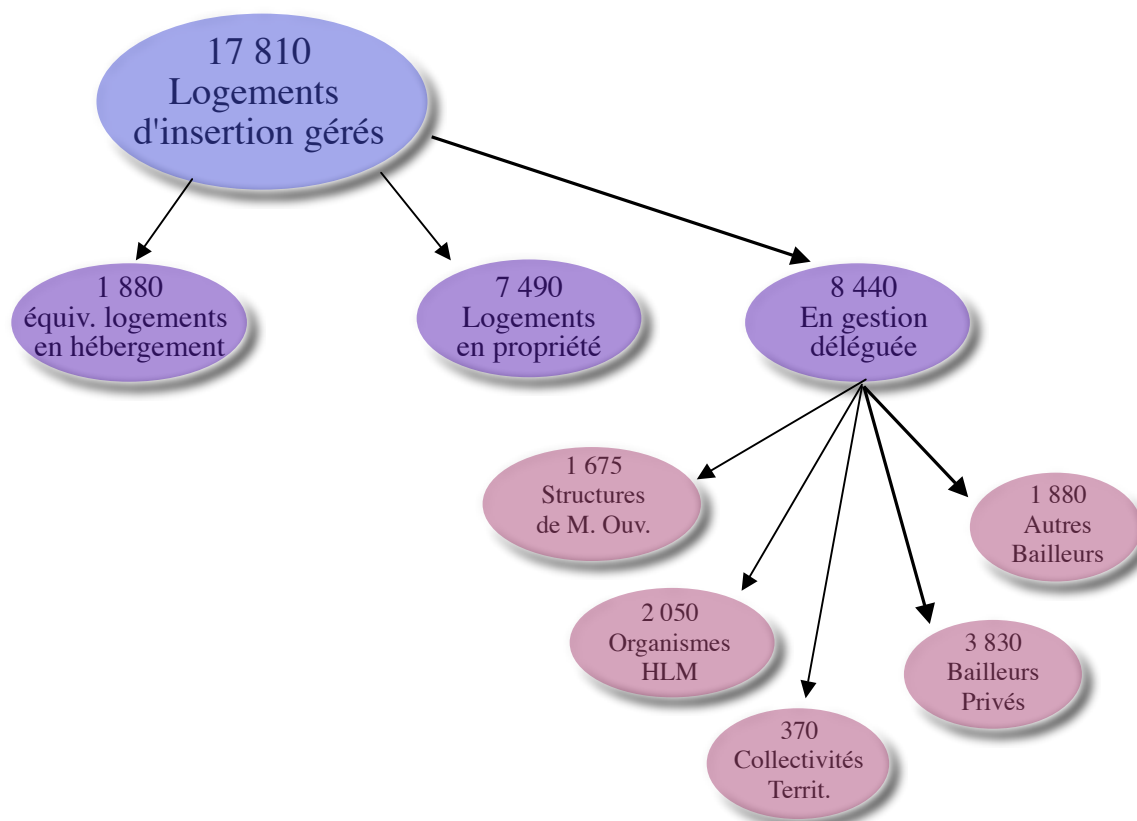 17 810
Logements
d'insertion gérés
1 880
équiv. logements
en hébergement
7 490
Logements
en propriété
8 440
En gestion
déléguée
1 675
Structures
de M. Ouv.
1 880
Autres
Bailleurs
2 050
Organismes
HLM
3 830
Bailleurs
Privés
370
Collectivités
Territ.